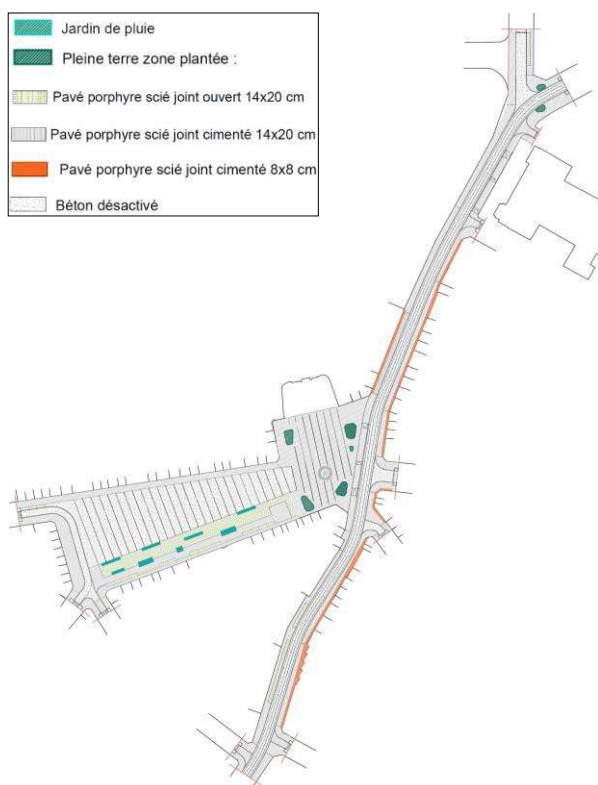 Jardin de pluie
Pleine terre zone plantée :
Pavé porphyre scié joint ouvert 14x20 cm
Pavé porphyre scié joint cimenté 14x20 cm
Pavé porphyre scié joint cimenté 8x8 cm
Béton désactivé